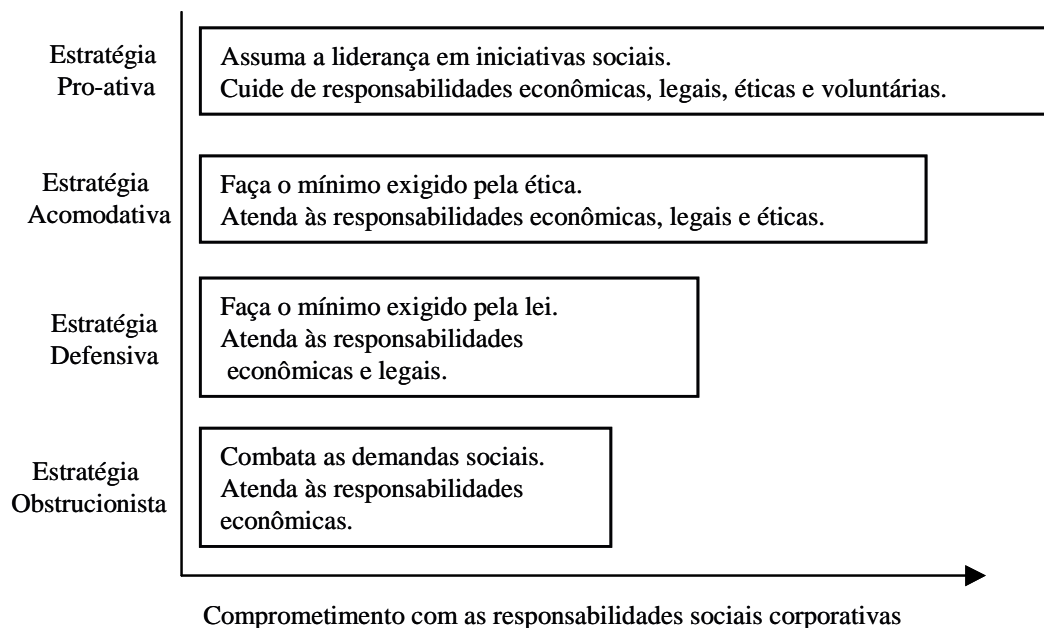 Estratégia
Pro-ativa
Assuma a liderança em iniciativas sociais.
Cuide de responsabilidades econômicas, legais, éticas e voluntárias.
Estratégia
Acomodativa
Faça o mínimo exigido pela ética.
Atenda às responsabilidades econômicas, legais e éticas.
Estratégia
Defensiva
Faça o mínimo exigido pela lei.
Atenda às responsabilidades
econômicas e legais.
Estratégia
Obstrucionista
Combata as demandas sociais.
Atenda às responsabilidades
econômicas.
Comprometimento com as responsabilidades sociais corporativas